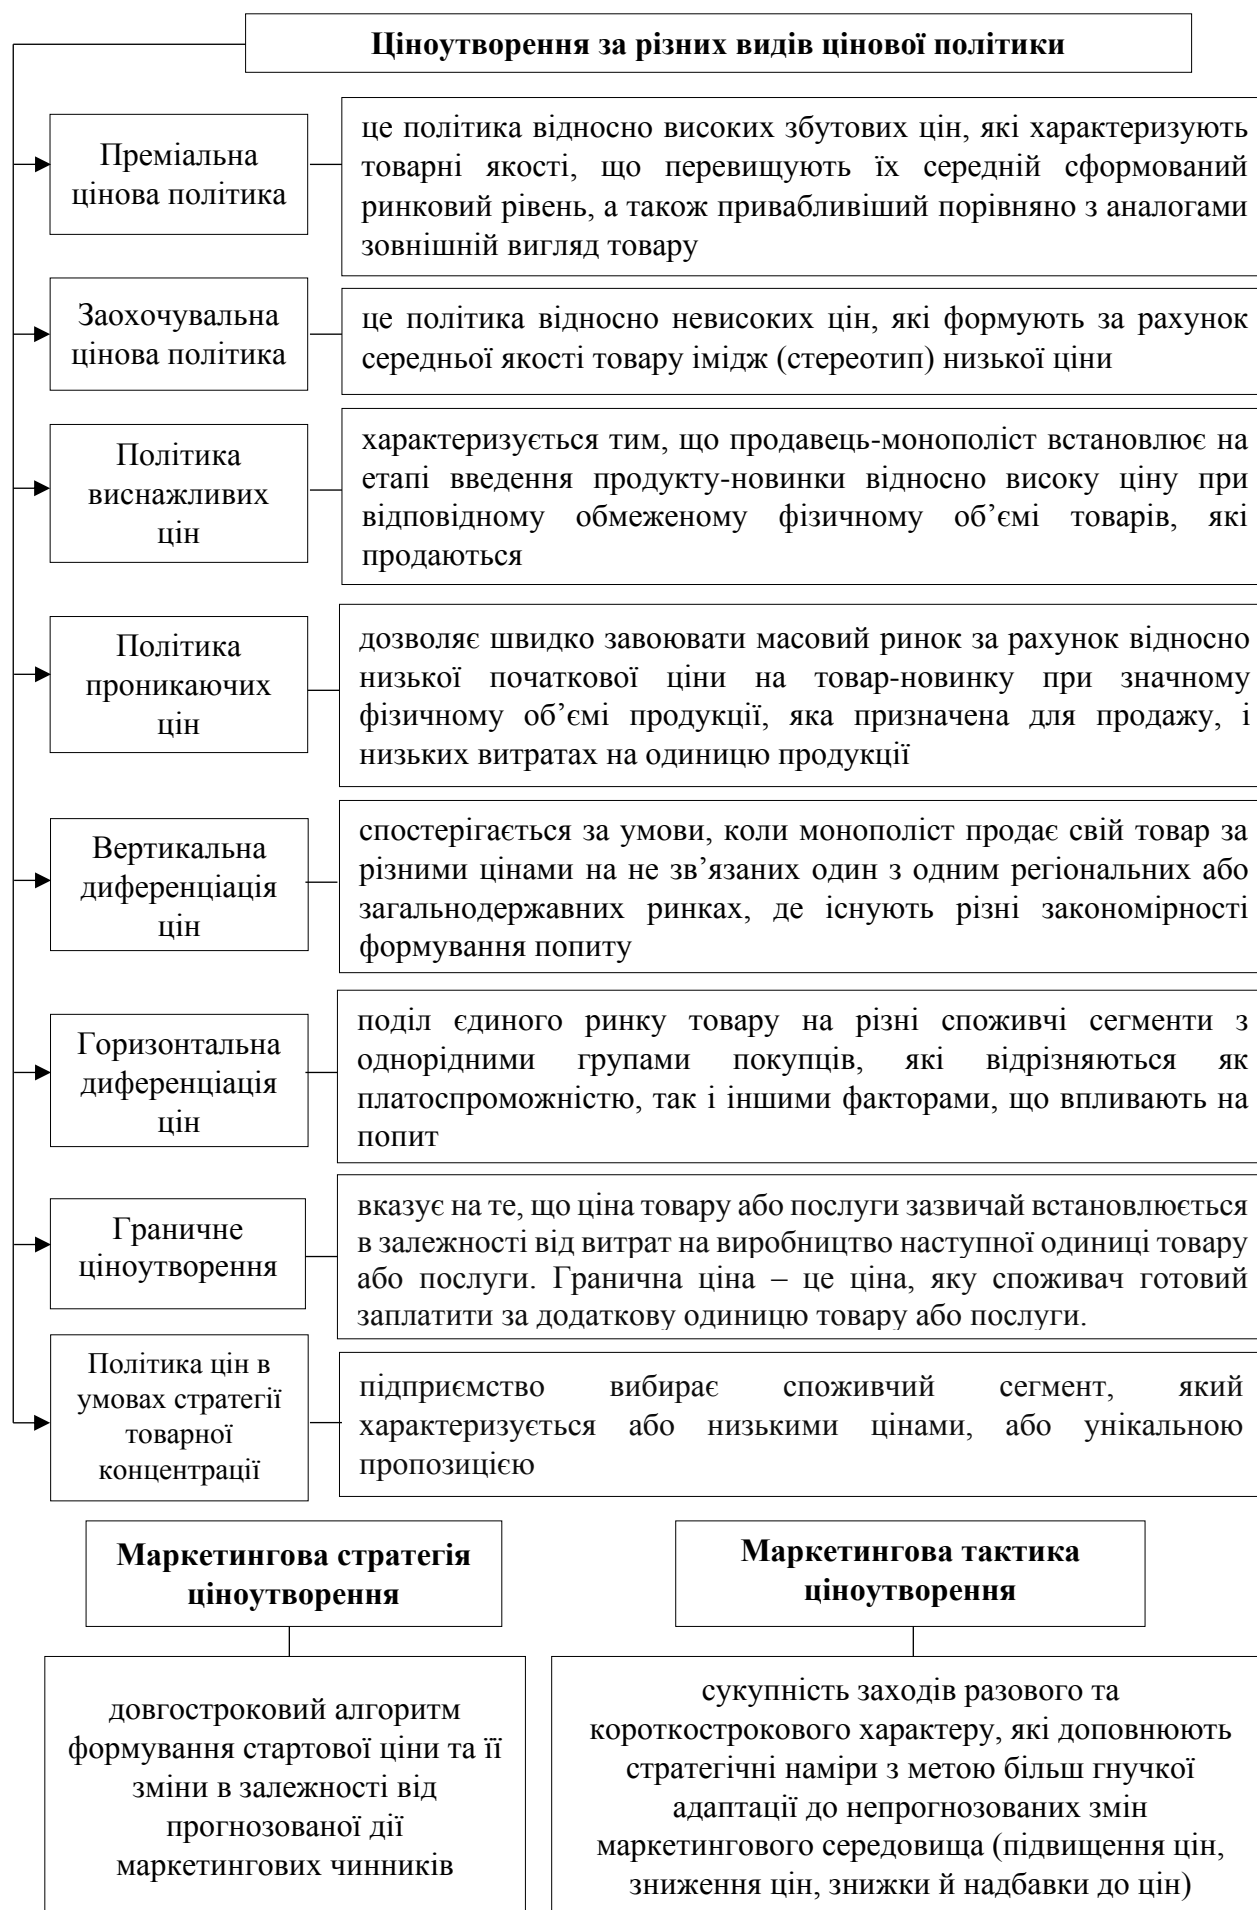 Ціноутворення за різних видів цінової політики
Преміальна
цінова політика
це політика відносно високих збутових цін, які характеризують
товарні якості, що перевищують їх середній сформований
ринковий рівень, а також привабливіший порівняно з аналогами
зовнішній вигляд товару
Заохочувальна
цінова політика
це політика відносно невисоких цін, які формують за рахунок
середньої якості товару імідж (стереотип) низької ціни
Політика
виснажливих
цін
характеризується тим, що продавець-монополіст встановлює на
етапі введення продукту-новинки відносно високу ціну при
відповідному обмеженому фізичному об’ємі товарів, які
продаються
Політика
проникаючих
цін
дозволяє швидко завоювати масовий ринок за рахунок відносно
низької початкової ціни на товар-новинку при значному
фізичному об’ємі продукції, яка призначена для продажу, і
низьких витратах на одиницю продукції
Вертикальна
диференціація
цін
спостерігається за умови, коли монополіст продає свій товар за
різними цінами на не зв’язаних один з одним регіональних або
загальнодержавних ринках, де існують різні закономірності
формування попиту
Горизонтальна
диференціація
цін
поділ єдиного ринку товару на різні споживчі сегменти з
однорідними групами покупців, які відрізняються як
платоспроможністю, так і іншими факторами, що впливають на
попит
Граничне
ціноутворення
вказує на те, що ціна товару або послуги зазвичай встановлюється
в залежності від витрат на виробництво наступної одиниці товару
або послуги. Гранична ціна – це ціна, яку споживач готовий
заплатити за додаткову одиницю товару або послуги.
Політика цін в
умовах стратегії
товарної
концентрації
підприємство вибирає споживчий сегмент, який
характеризується або низькими цінами, або унікальною
пропозицією
Маркетингова стратегія
ціноутворення
довгостроковий алгоритм
формування стартової ціни та її
зміни в залежності від
прогнозованої дії
маркетингових чинників
Маркетингова тактика
ціноутворення
сукупність заходів разового та
короткострокового характеру, які доповнюють
стратегічні наміри з метою більш гнучкої
адаптації до непрогнозованих змін
маркетингового середовища (підвищення цін,
зниження цін, знижки й надбавки до цін)